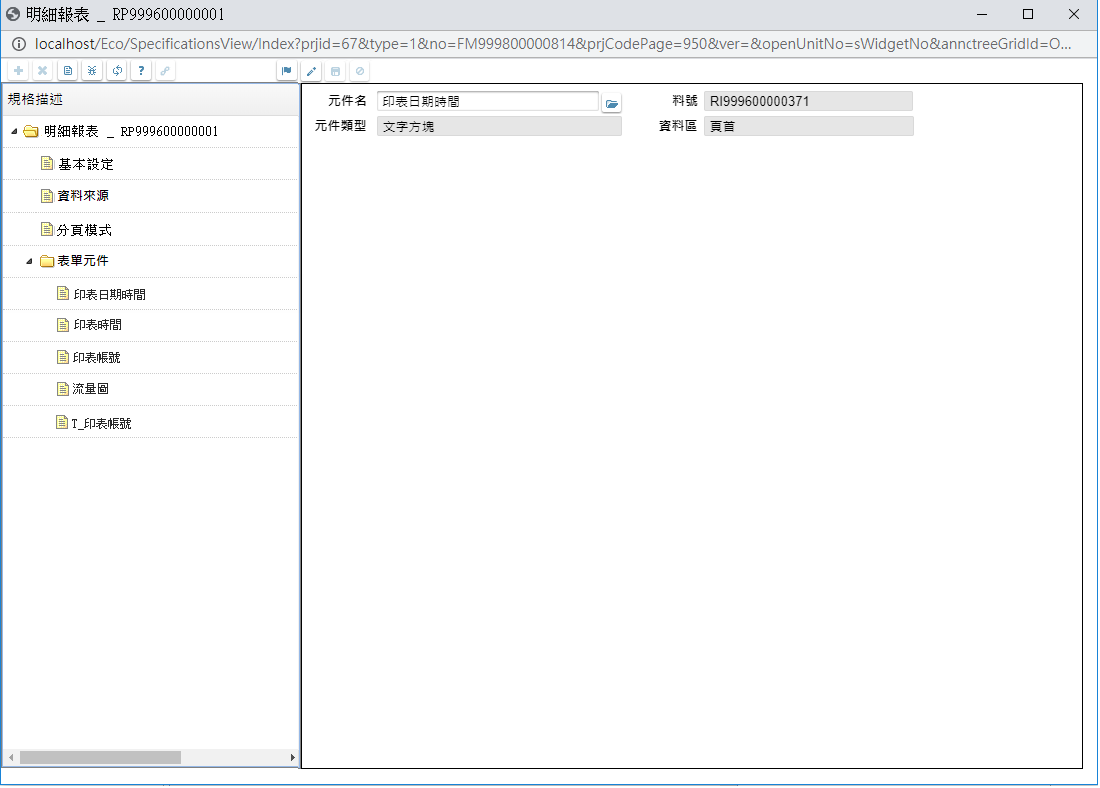 明細報表 _ RP999600000001
localhost/Eco/SpecificationsView/Index?prjid=67&type=1&no=FM999800000814&prjCodePage=950&ver=&openUnitNo=sWidgetNo&annctreeGridId=O...
規格描述
明細報表 _ RP999600000001
基本設定
資料來源
分頁模式
表單元件
印表日期時間
印表時間
印表帳號
流量圖
T_印表帳號
元件名 印表日期時間 料號 RI999600000371
元件類型 文字方塊 資料區 頁首